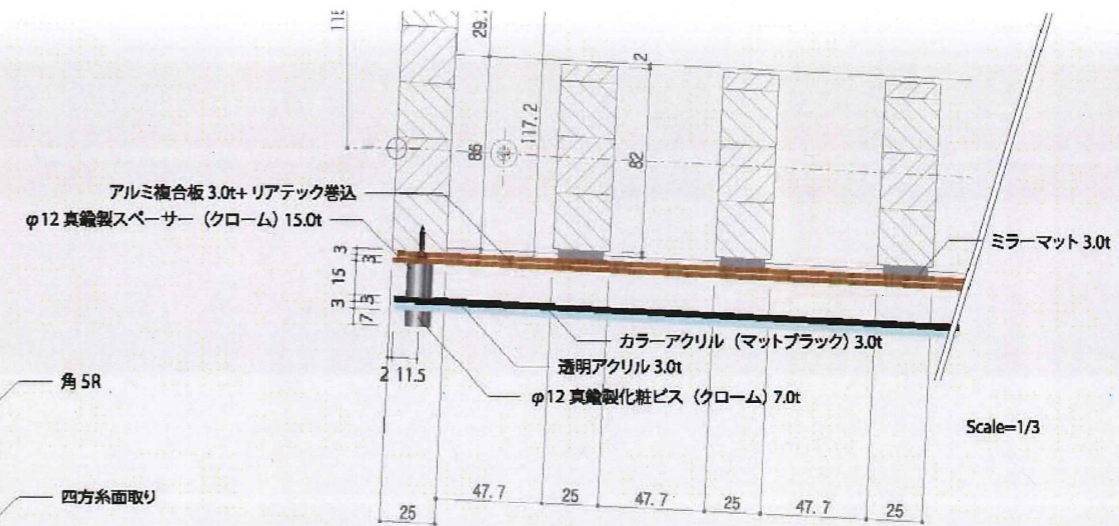 29.
117.2
2
86
82
アルミ複合板 3.0t+ リアテック巻込
φ12 真鍮製スペーサー（クローム）15.0t
ミラーマット 3.0t
3
3
15
3
3
7
カラーアクリル（マットブラック）3.0t
透明アクリル 3.0t
2 11.5
φ12 真鍮製化粧ビス（クローム）7.0t
角 5R
Scale=1/3
四方糸面取り
47.7
25
47.7
25
47.7
25
25